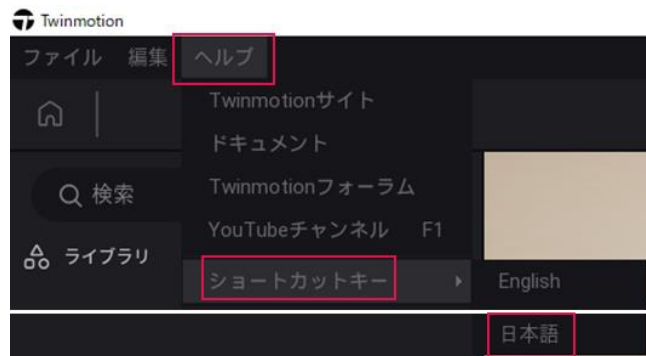 Twinmotion
ファイル 編集 ヘルプ
Twinmotionサイト
ドキュメント
検索
Twinmotionフォーラム
YouTubeチャンネル F1
ライブラリ
ショートカットキー
English
日本語